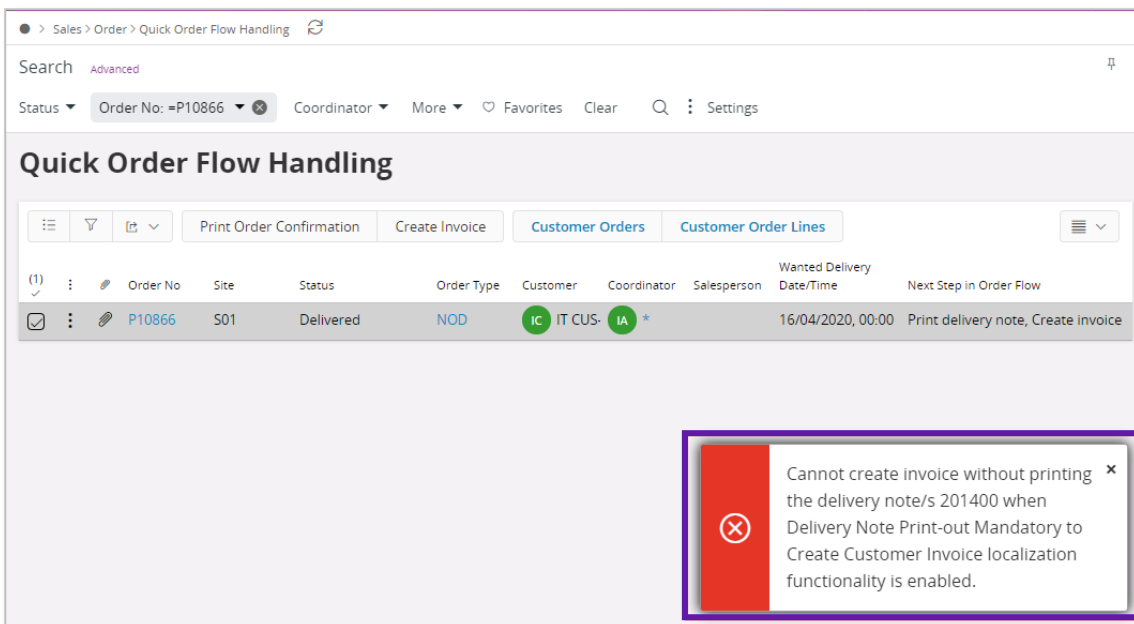 > Sales > Order > Quick Order Flow Handling
Search Advanced
Status Order No: =P10866 Coordinator More Favorites Clear Settings
Quick Order Flow Handling
Print Order Confirmation Create Invoice Customer Orders Customer Order Lines
Wanted Delivery
(1) Order No Site Status Order Type Customer Coordinator Salesperson Date/Time Next Step in Order Flow
P10866 S01 Delivered NOD IC IT CUS- IA * 16/04/2020, 00:00 Print delivery note, Create invoice
Cannot create invoice without printing
the delivery note/s 201400 when
Delivery Note Print-out Mandatory to
Create Customer Invoice localization
functionality is enabled.